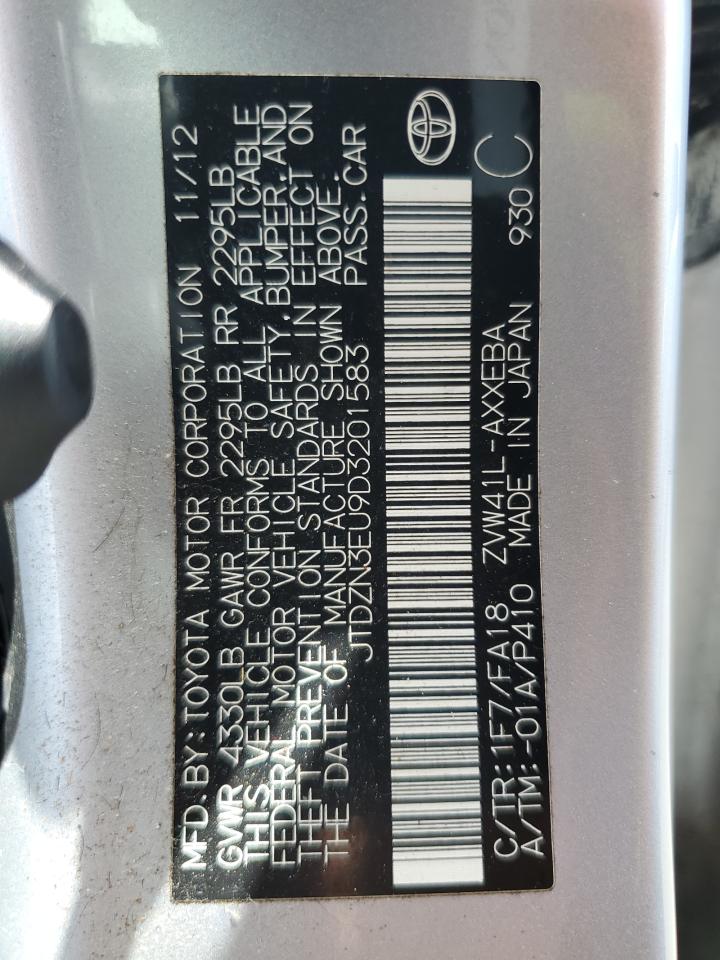 MFD. BY: TOYOTA MOTOR CORPORATION 11/12
GVWR 4330LB GAWR FR 2295LB RR 2295LB
THIS VEHICLE CONFORMS TO ALL APPLICABLE
FEDERAL MOTOR VEHICLE SAFETY, BUMPER, AND
THEFT PREVENTION STANDARDS IN EFFECT ON
THE DATE OF MANUFACTURE SHOWN ABOVE.
JTDZN3EU9D3201583 PASS. CAR
C/TR: 1F7/FA18 ZVW41L-AXXEBA C
A/TM: -01A/P410 MADE IN JAPAN 930